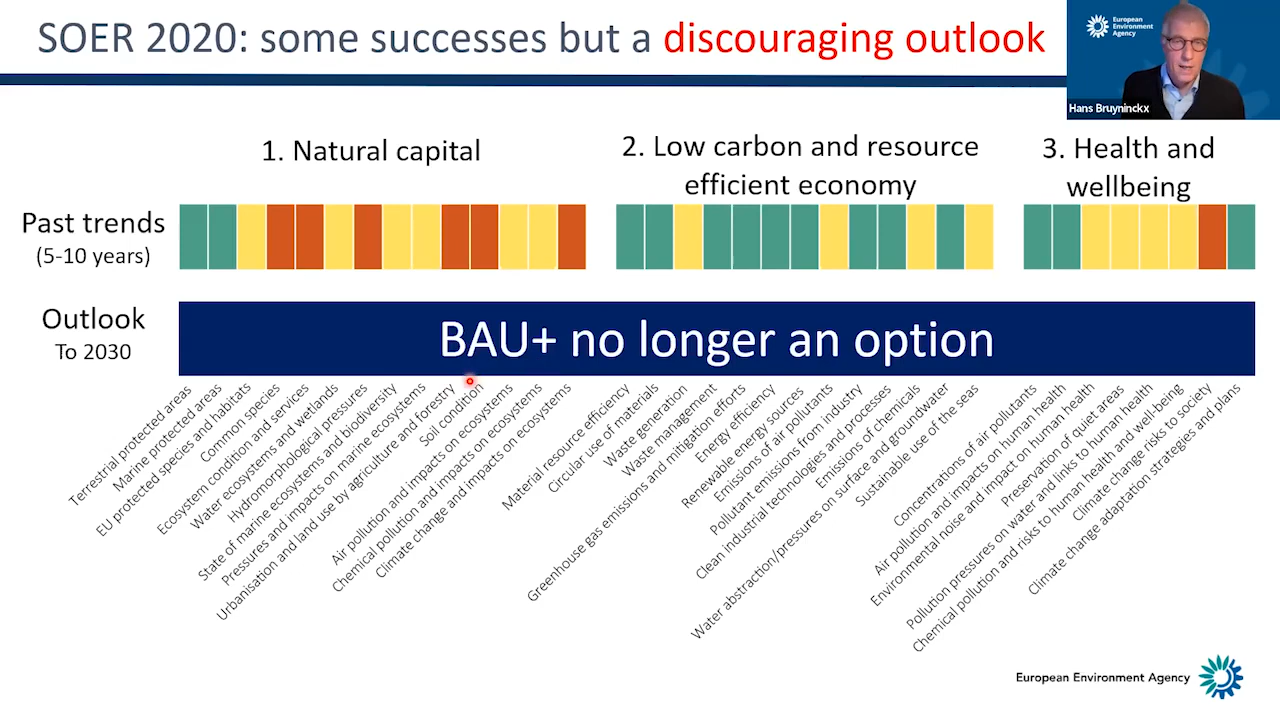 SOER 2020: some successes but a discouraging outlook
European
Environment
Agency
Hans Bruyninckx
1. Natural capital
2. Low carbon and resource
efficient economy
3. Health and
wellbeing
Past trends
(5-10 years)
Outlook
To 2030
BAU+ no longer an option
Terrestrial protected areas
Marine protected areas
EU protected species and habitats
Common species
Ecosystem condition and services
Water ecosystems and wetlands
Hydromorphological pressures
State of marine ecosystems and biodiversity
Pressures and impacts on marine ecosystems
Urbanisation and land use by agriculture and forestry
Soil condition
Air pollution and impacts on ecosystems
Chemical pollution and impacts on ecosystems
Climate change and impacts on ecosystems
Material resource efficiency
Circular use of materials
Waste generation
Waste management
Greenhouse gas emissions and mitigation efforts
Energy efficiency
Renewable energy sources
Emissions of air pollutants
Pollutant emissions from industry
Clean industrial technologies and processes
Emissions of chemicals
Water abstraction/pressures on surface and groundwater
Sustainable use of the seas
Concentrations of air pollutants
Air pollution and impacts on human health
Environmental noise and impact on human health
Preservation of quiet areas
Pollution pressures on water and links to human health
Chemical pollution and risks to human health and well-being
Climate change risks to society
Climate change adaptation strategies and plans
European Environment Agency